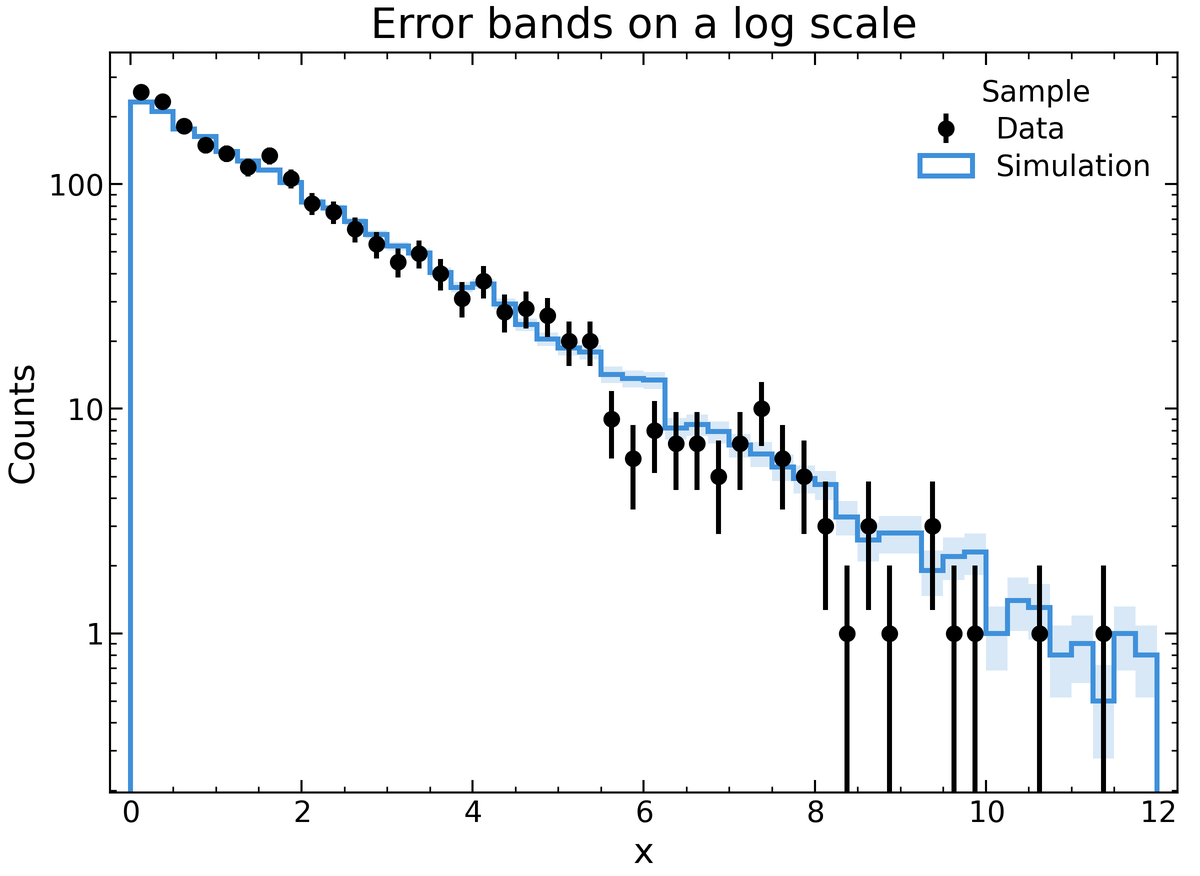 Error bands on a log scale
Sample
Data
Simulation
Counts
100
10
1
0 2 4 6 8 10 12
x